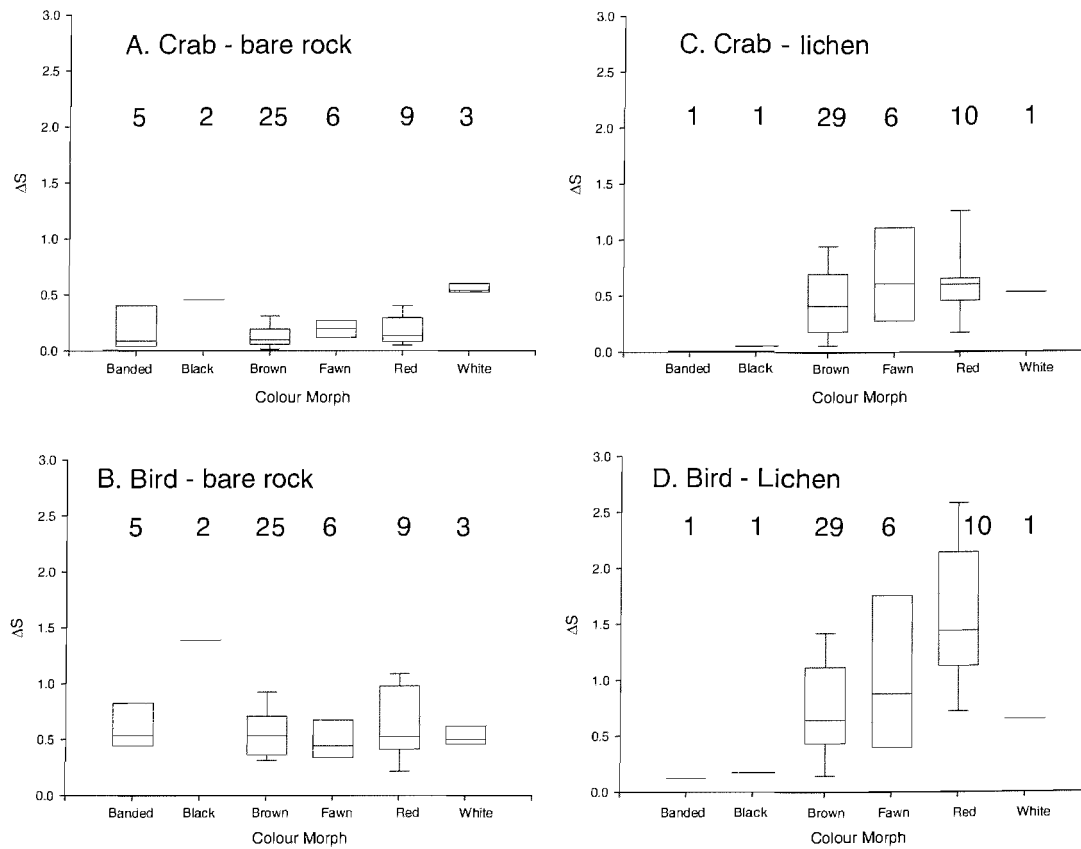 A. Crab - bare rock
5 2 25 6 9 3
3.0
2.5
2.0
1.5
1.0
0.5
0.0
ΔS
Banded Black Brown Fawn Red White
Colour Morph
C. Crab - lichen
1 1 29 6 10 1
3.0
2.5
2.0
1.5
1.0
0.5
0.0
ΔS
Banded Black Brown Fawn Red White
Colour Morph
B. Bird - bare rock
5 2 25 6 9 3
3.0
2.5
2.0
1.5
1.0
0.5
0.0
ΔS
Banded Black Brown Fawn Red White
Colour Morph
D. Bird - Lichen
1 1 29 6 10 1
3.0
2.5
2.0
1.5
1.0
0.5
0.0
ΔS
Banded Black Brown Fawn Red White
Colour Morph